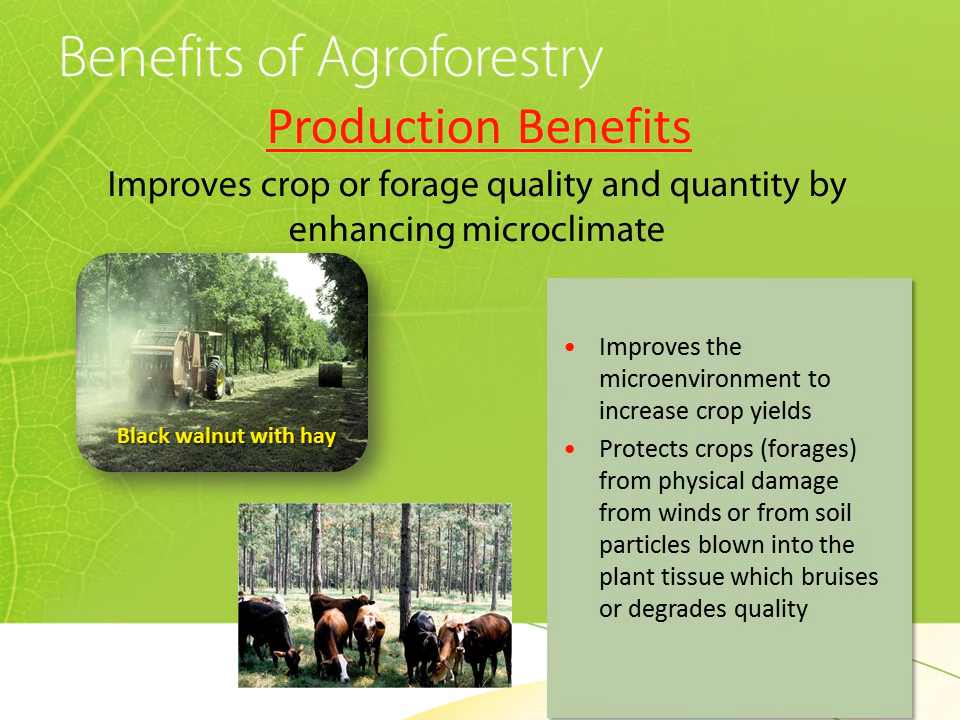 Benefits of Agroforestry
Production Benefits
Improves crop or forage quality and quantity by
enhancing microclimate
Black walnut with hay
• Improves the
microenvironment to
increase crop yields
• Protects crops (forages)
from physical damage
from winds or from soil
particles blown into the
plant tissue which bruises
or degrades quality